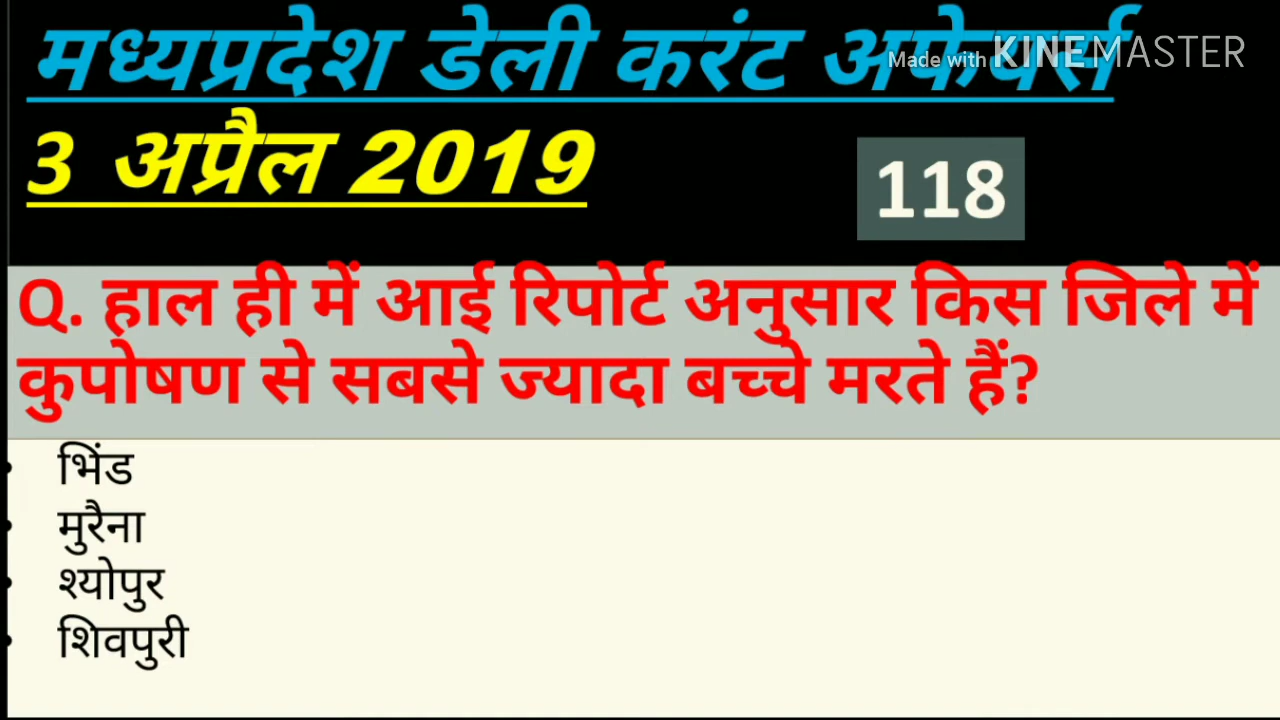 मध्यप्रदेश डेली करंट अफेयर्स
Made with KINEMASTER
3 अप्रैल 2019
118
Q. हाल ही में आई रिपोर्ट अनुसार किस जिले में
कुपोषण से सबसे ज्यादा बच्चे मरते हैं?
• भिंड
• मुरैना
• श्योपुर
• शिवपुरी